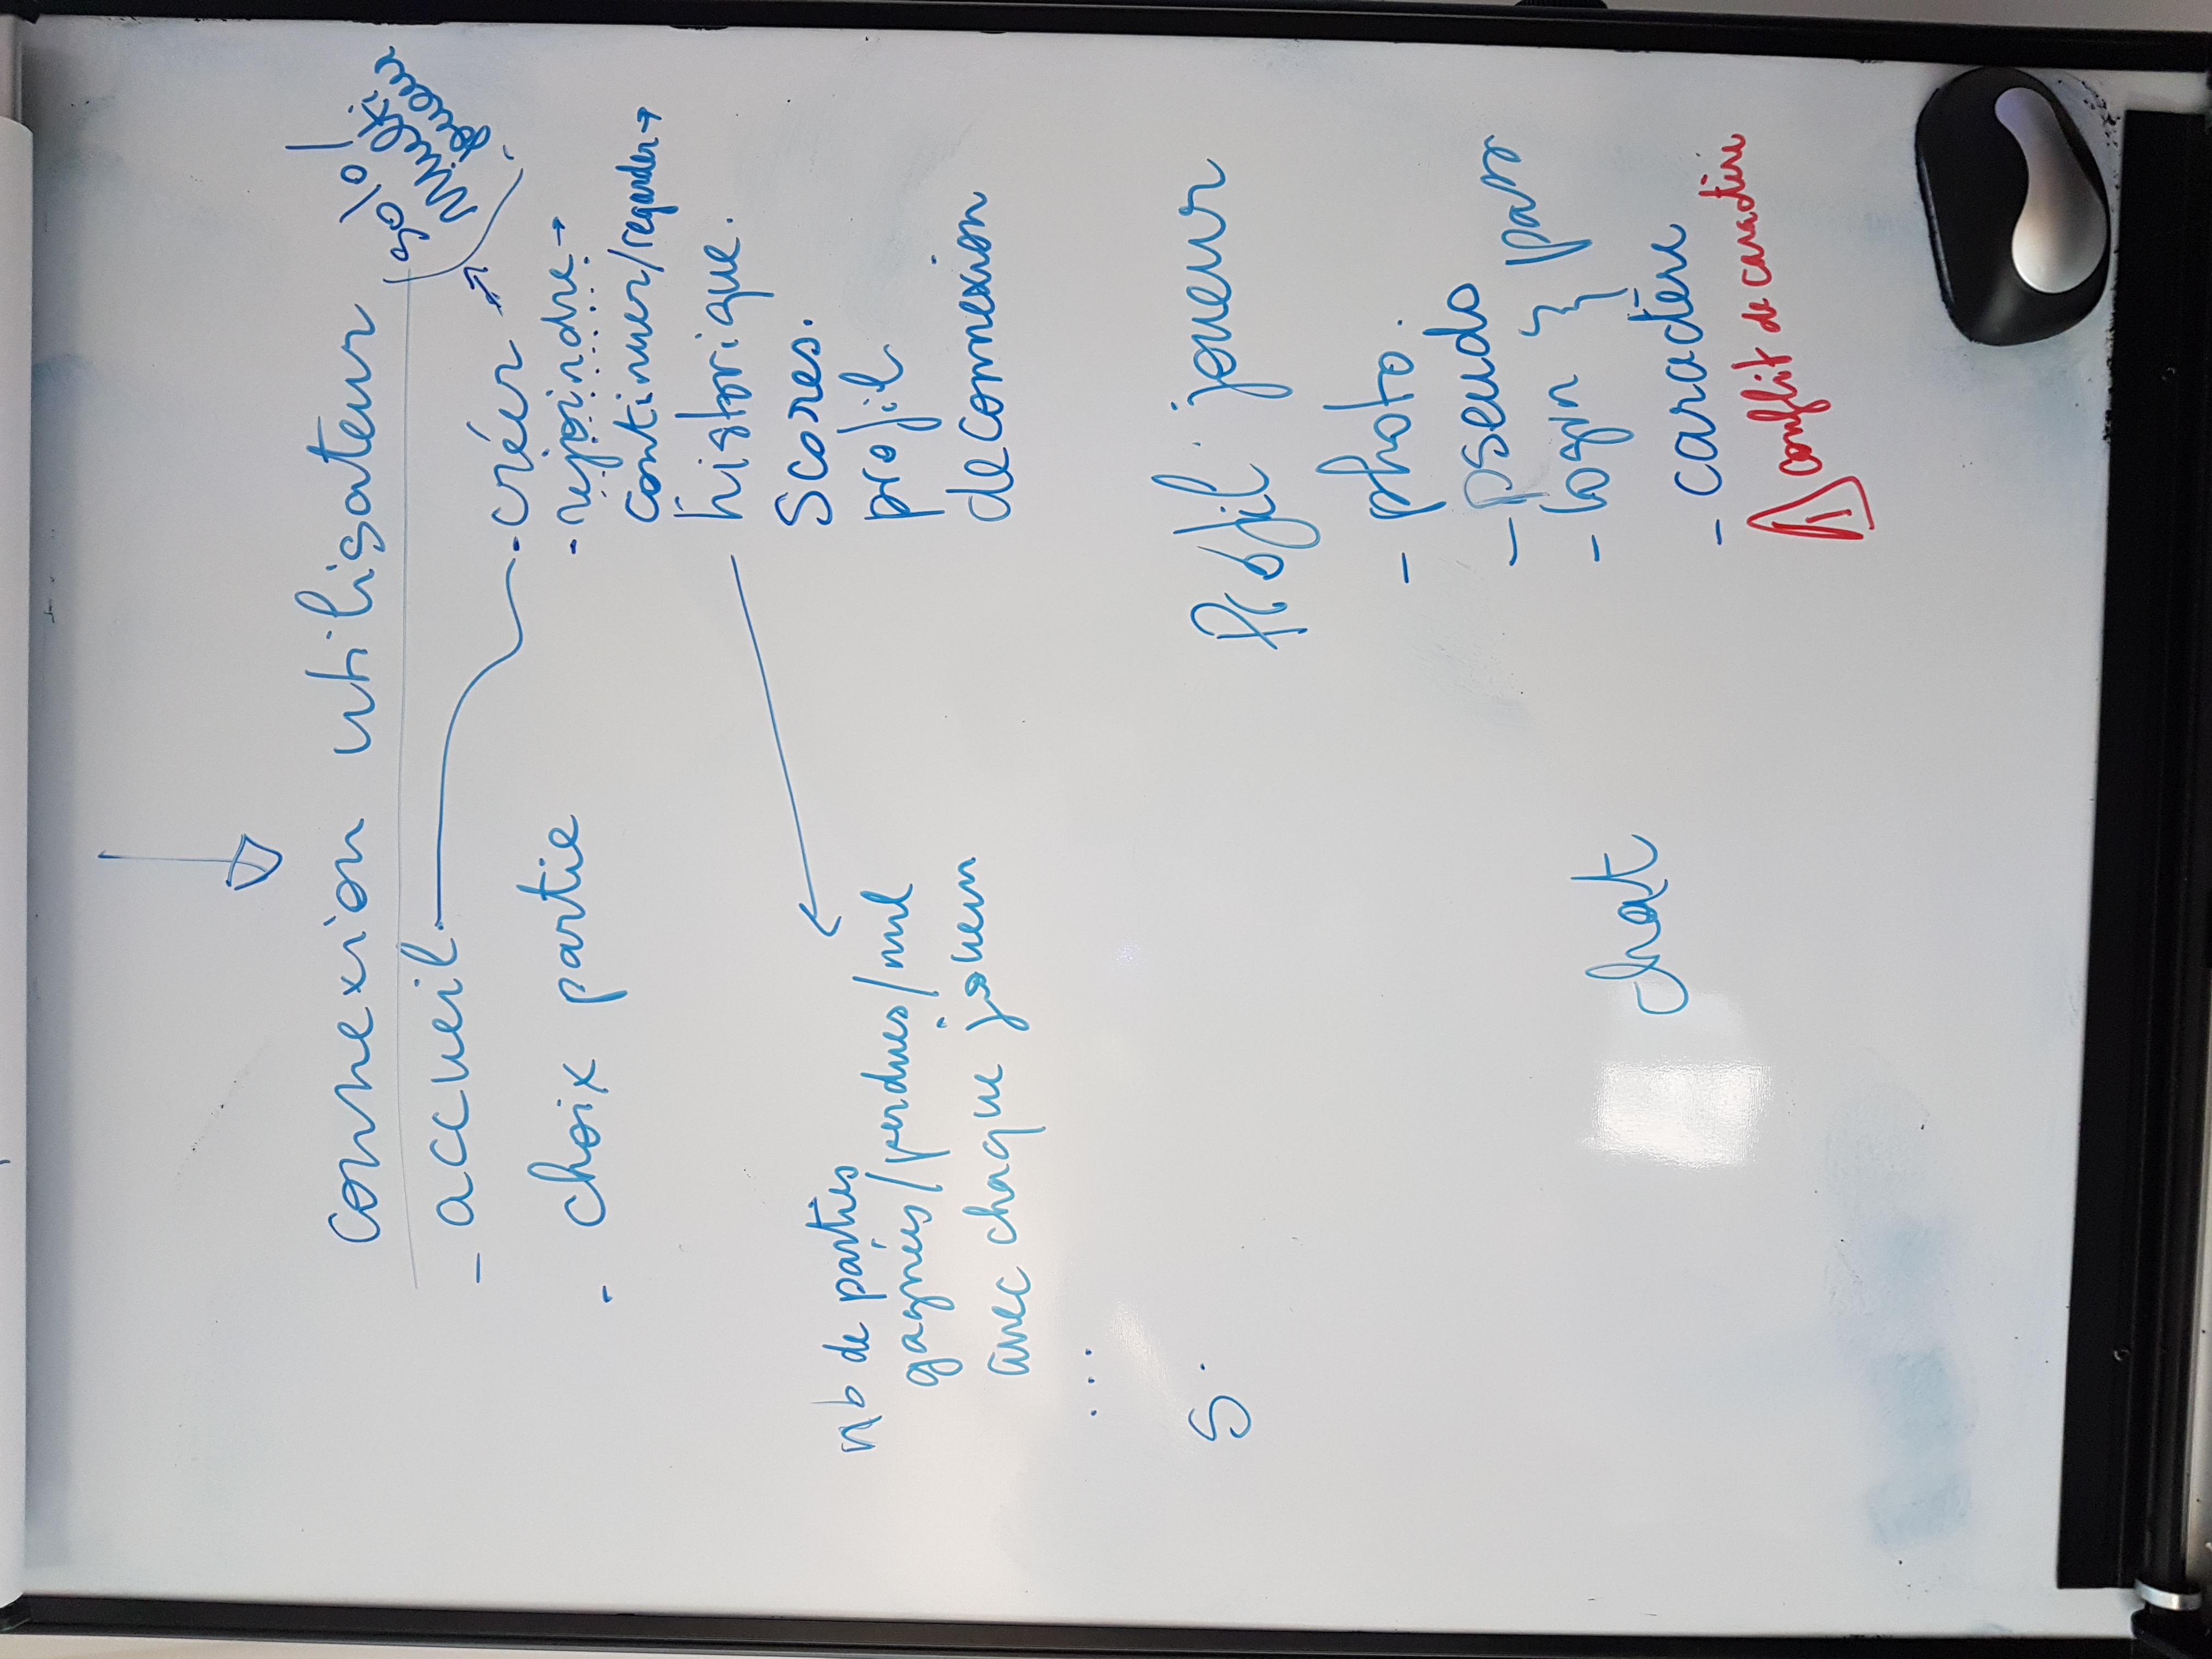 connexion utilisateur
- accueil
- choix partie
- créer
solo /
Multi
joueur
- rejoindre →
continuer/regarder →
historique.
Scores.
profil
deconnexion
nb de parties
gagnées/perdues/nul
avec chaque joueur
...
S.
Profil joueur
- photo.
- pseudo
- login } pass
- caractère
chat
⚠ conflit de caractère